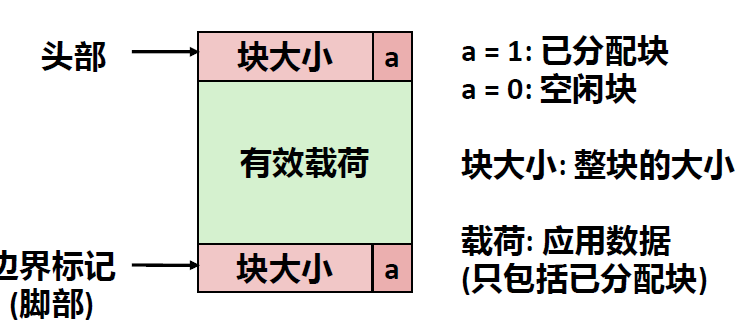 头部
块大小 a
有效载荷
边界标记
(脚部)
块大小 a
a = 1: 已分配块
a = 0: 空闲块
块大小: 整块的大小
载荷: 应用数据
(只包括已分配块)